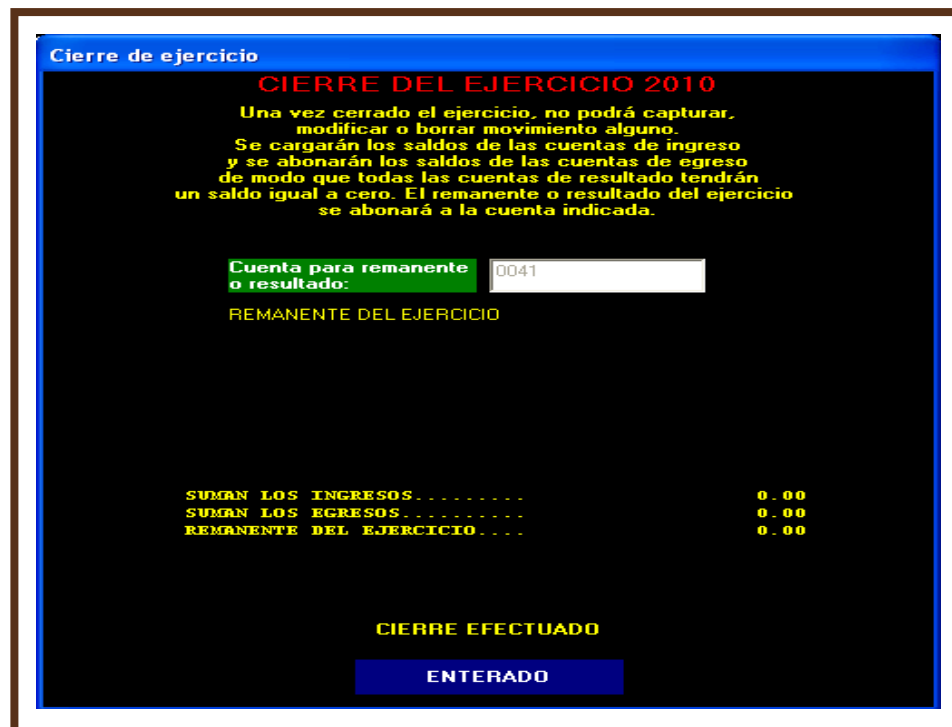 Cierre de ejercicio
CIERRE DEL EJERCICIO 2010
Una vez cerrado el ejercicio, no podrá capturar,
modificar o borrar movimiento alguno.
Se cargarán los saldos de las cuentas de ingreso
y se abonarán los saldos de las cuentas de egreso
de modo que todas las cuentas de resultado tendrán
un saldo igual a cero. El remanente o resultado del ejercicio
se abonará a la cuenta indicada.
Cuenta para remanente
o resultado:
0041
REMANENTE DEL EJERCICIO
SUMAN LOS INGRESOS......... 0.00
SUMAN LOS EGRESOS.......... 0.00
REMANENTE DEL EJERCICIO.... 0.00
CIERRE EFECTUADO
ENTERADO